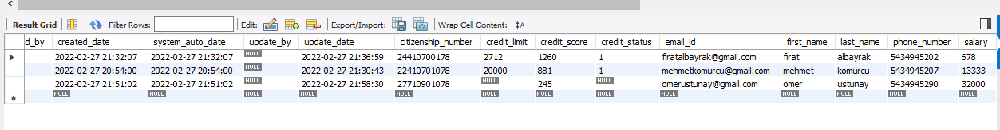 Result Grid Filter Rows: Edit: Export/Import: Wrap Cell Content: IA
d_by created_date system_auto_date update_by update_date citizenship_number credit_limit credit_score credit_status email_id first_name last_name phone_number salary
2022-02-27 21:32:07 2022-02-27 21:32:07 NULL 2022-02-27 21:36:59 24410700178 2712 1260 1 firatalbayrak@gmail.com firat albayrak 5434945202 678
2022-02-27 20:54:00 2022-02-27 20:54:00 NULL 2022-02-27 21:30:43 22410701078 20000 881 1 mehmetkomurcu@gmail.com mehmet komurcu 5434945207 13333
2022-02-27 21:51:02 2022-02-27 21:51:02 NULL 2022-02-27 21:58:30 27710901078 NULL 245 NULL omerustunay@gmail.com omer ustunay 5434945290 32000
NULL NULL NULL NULL NULL NULL NULL NULL NULL NULL NULL NULL NULL